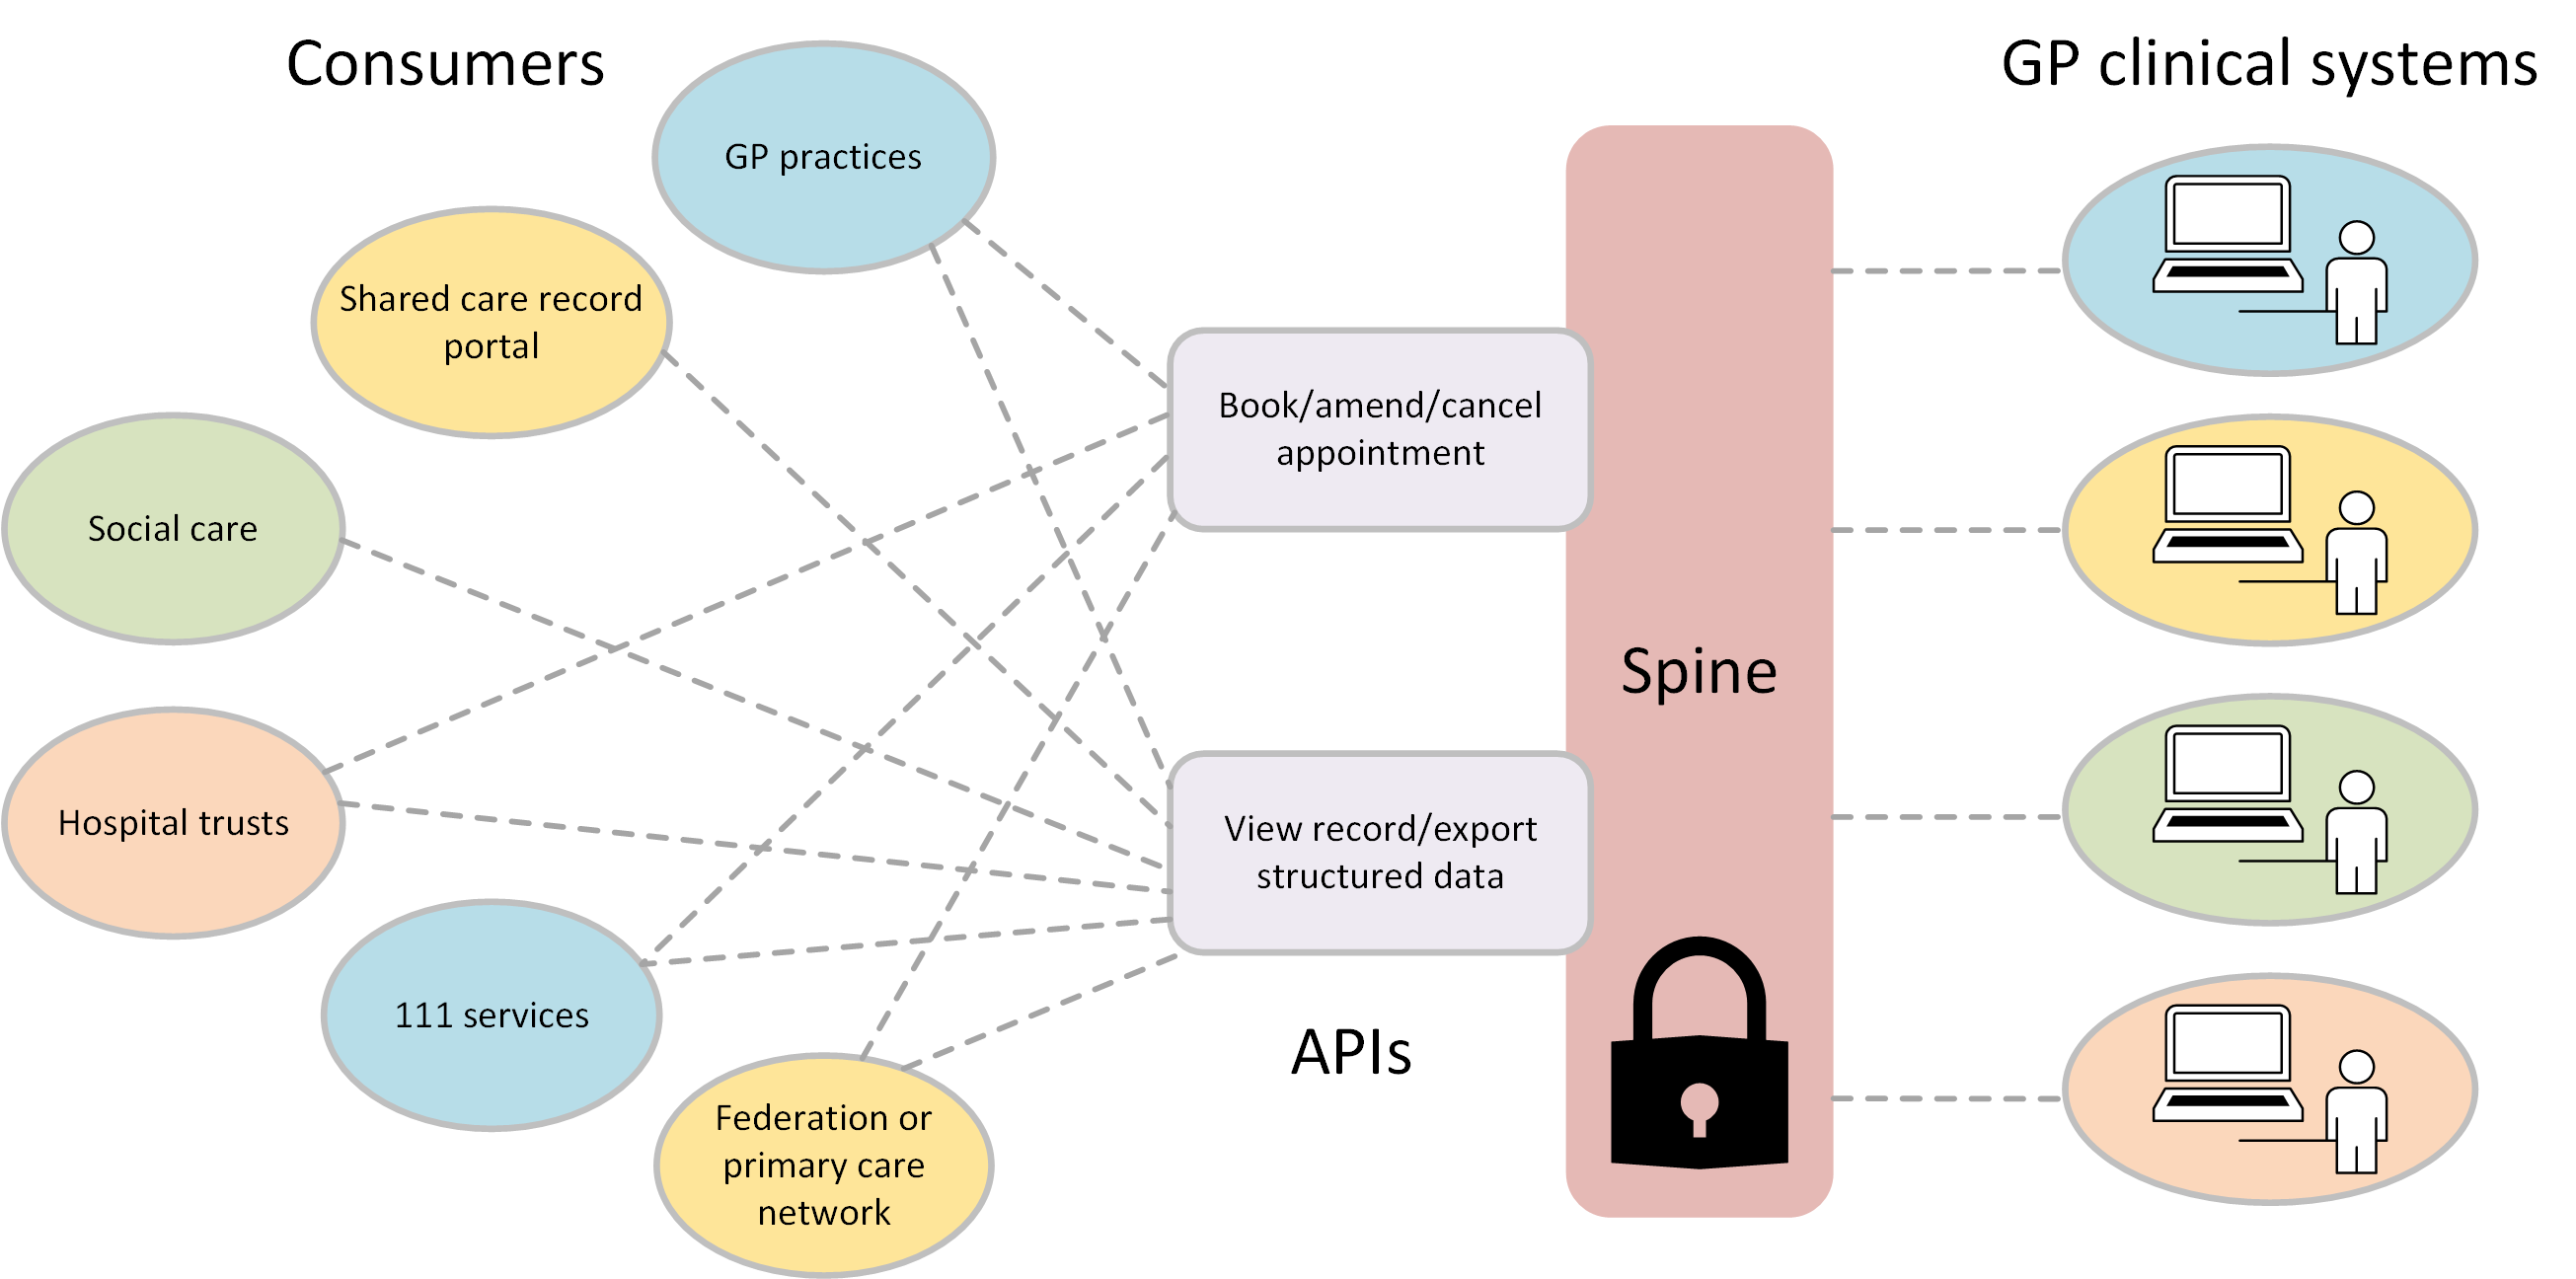 Consumers
GP clinical systems
GP practices
Shared care record
portal
Social care
Hospital trusts
111 services
Federation or
primary care
network
Book/amend/cancel
appointment
View record/export
structured data
APIs
Spine